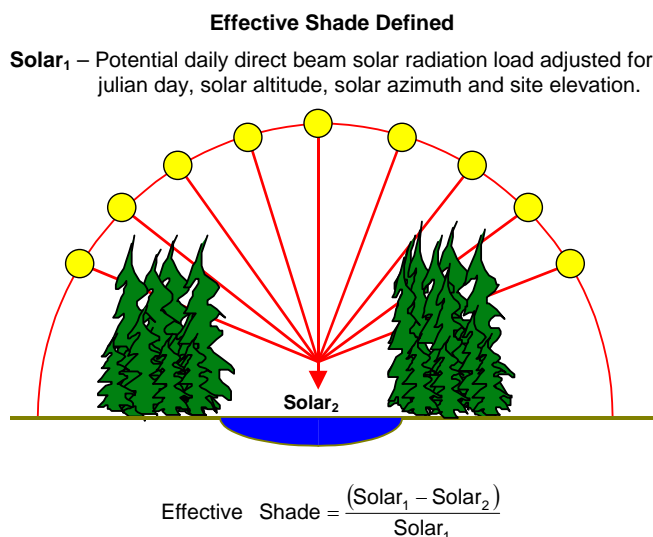 Effective Shade Defined
Solar₁ – Potential daily direct beam solar radiation load adjusted for
julian day, solar altitude, solar azimuth and site elevation.
Solar₂
Effective Shade = (Solar₁ – Solar₂)
Solar₁